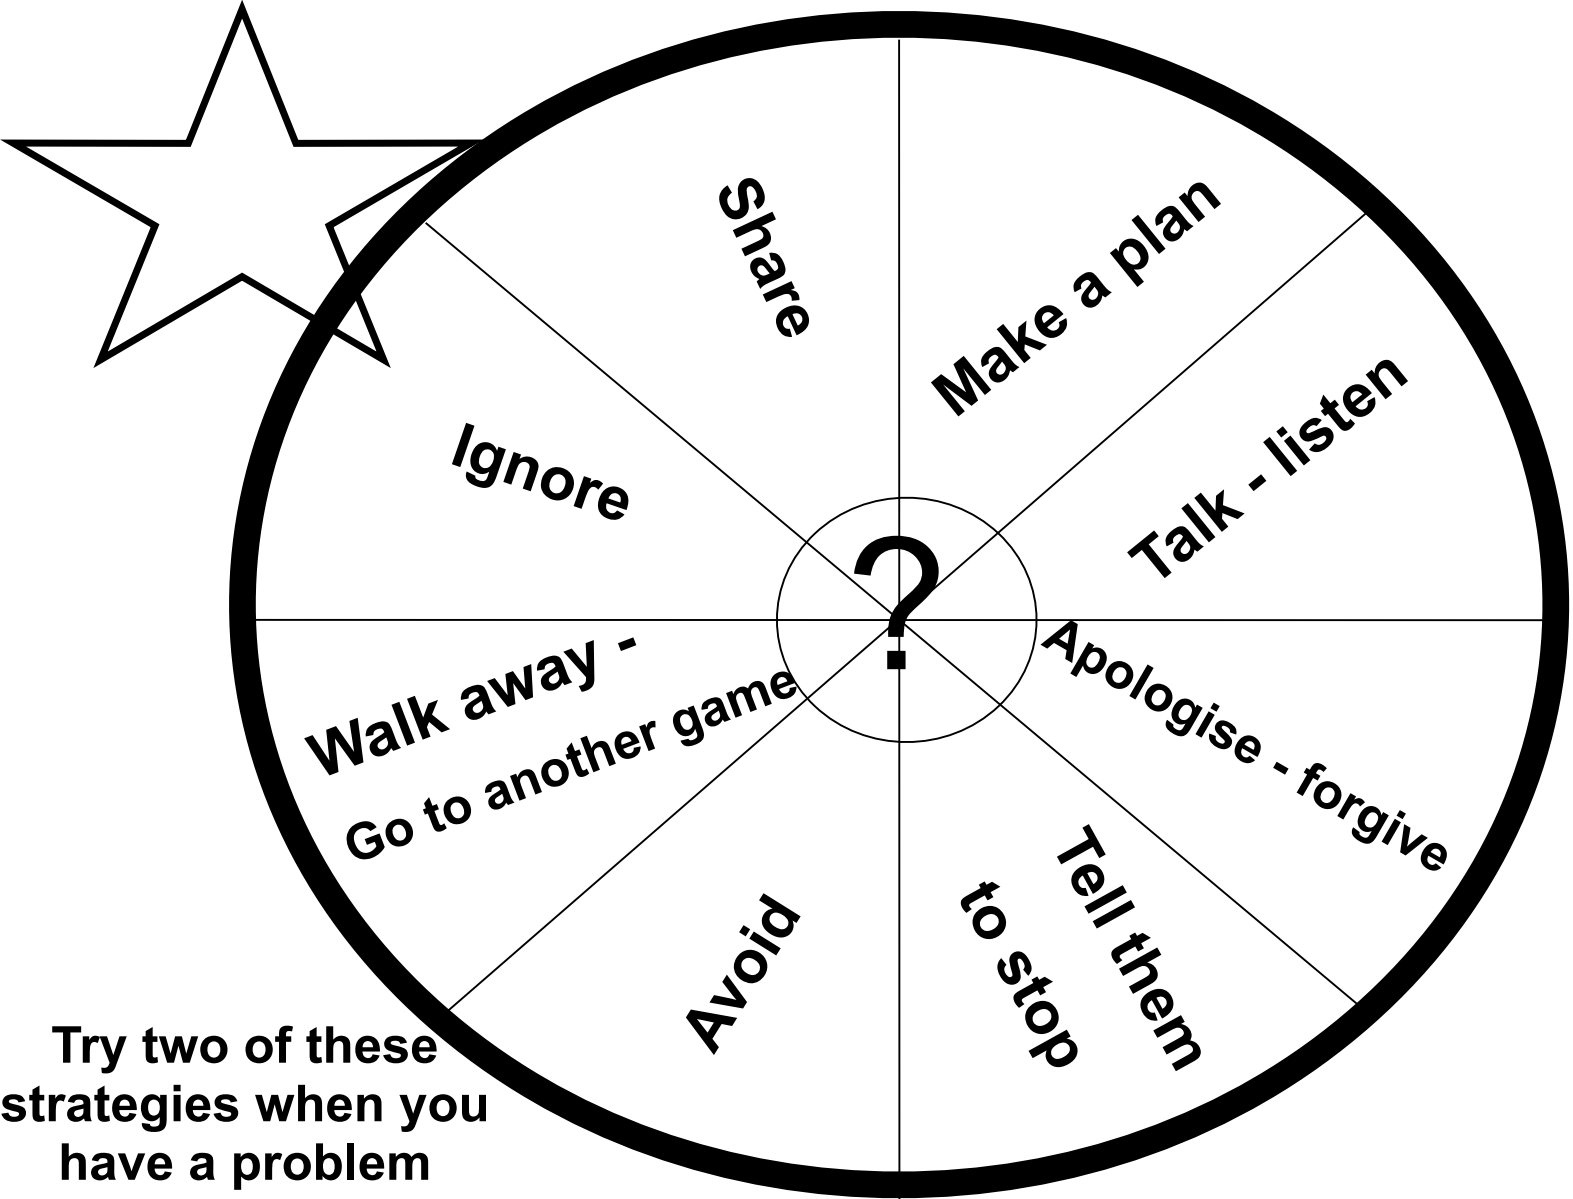 Share
Make a plan
Talk - listen
Apologise - forgive
Tell them
to stop
Avoid
Walk away -
Go to another game
Ignore
?
Try two of these
strategies when you
have a problem